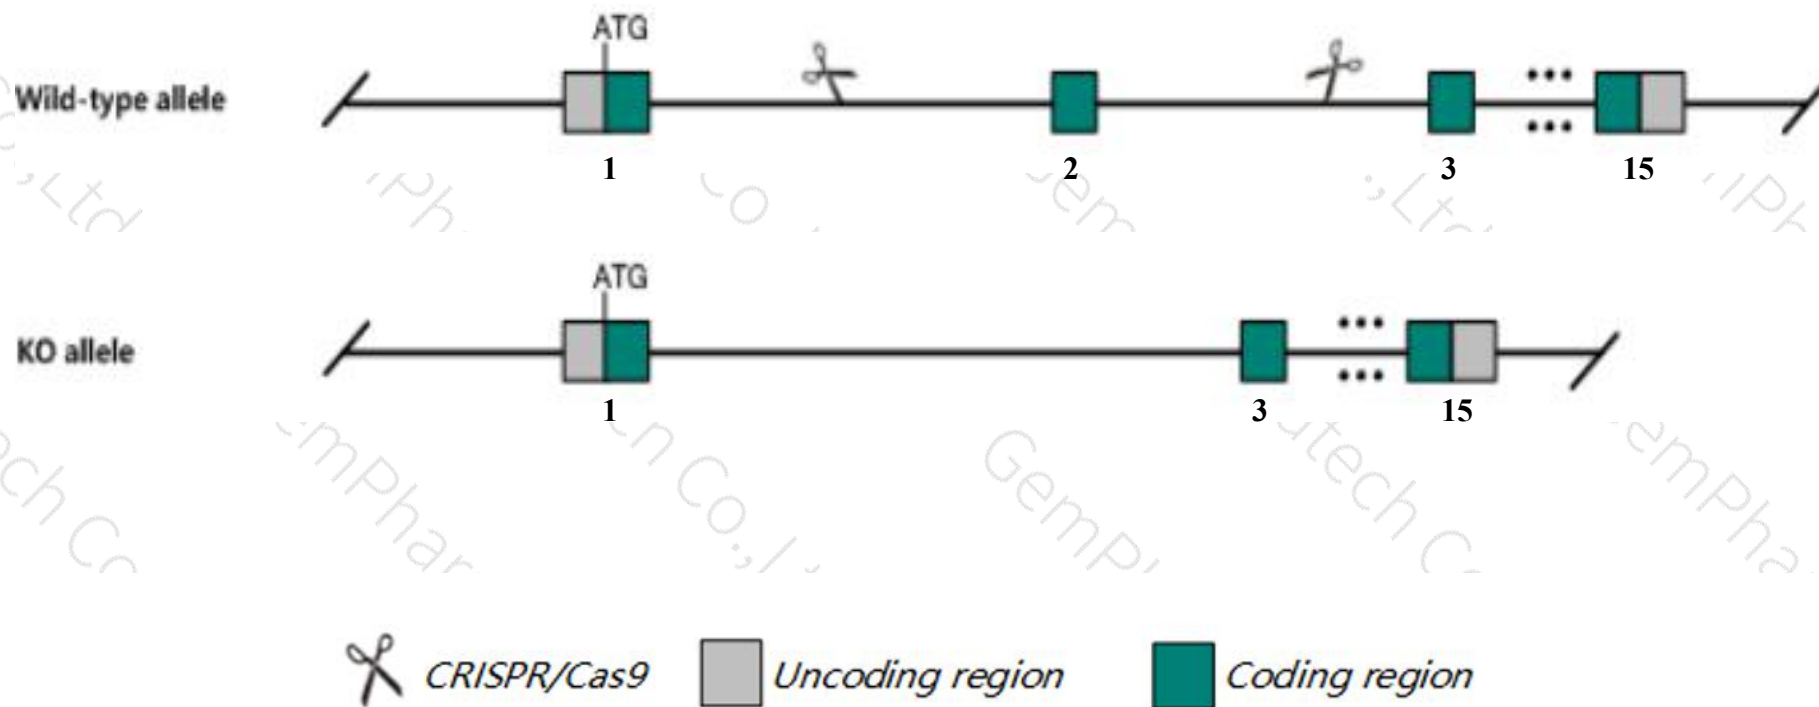 ATG
Wild-type allele
1 2 3 15
ATG
KO allele
1 3 15
CRISPR/Cas9 Uncoding region Coding region